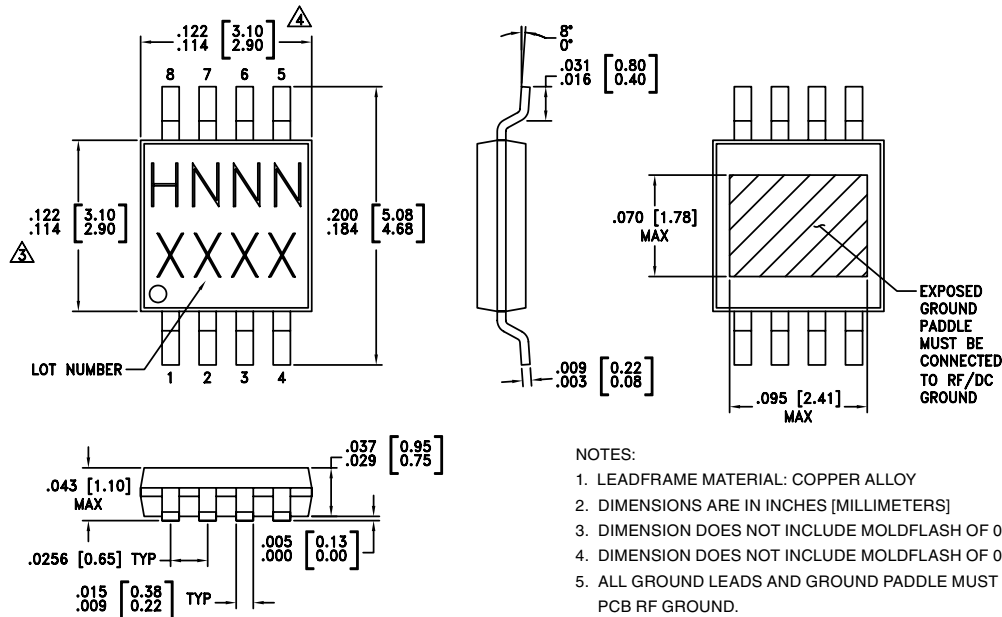 4
.122 [3.10]
.114 [2.90]
8 7 6 5
HNNN
XXXX
.122 [3.10]
.114 [2.90]
3
.200 [5.08]
.184 [4.68]
LOT NUMBER
1 2 3 4
8°
0°
.031 [0.80]
.016 [0.40]
.009 [0.22]
.003 [0.08]
.070 [1.78]
MAX
.095 [2.41]
MAX
EXPOSED
GROUND
PADDLE
MUST BE
CONNECTED
TO RF/DC
GROUND
.037 [0.95]
.029 [0.75]
.043 [1.10]
MAX
.005 [0.13]
.000 [0.00]
.0256 [0.65] TYP
.015 [0.38]
.009 [0.22]
TYP
NOTES:
1. LEADFRAME MATERIAL: COPPER ALLOY
2. DIMENSIONS ARE IN INCHES [MILLIMETERS]
3. DIMENSION DOES NOT INCLUDE MOLDFLASH OF 0
4. DIMENSION DOES NOT INCLUDE MOLDFLASH OF 0
5. ALL GROUND LEADS AND GROUND PADDLE MUST
PCB RF GROUND.